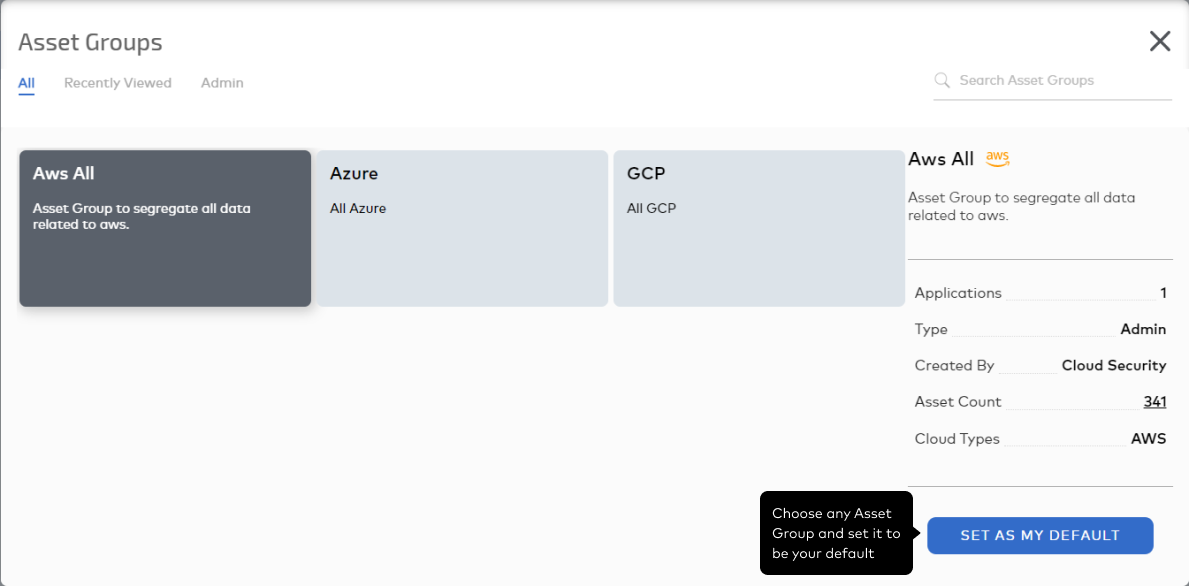 Asset Groups
All
Recently Viewed
Admin
Search Asset Groups
Aws All
Asset Group to segregate all data
related to aws.
Azure
All Azure
GCP
All GCP
Aws All
aws
Asset Group to segregate all data
related to aws.
Applications 1
Type Admin
Created By Cloud Security
Asset Count 341
Cloud Types AWS
Choose any Asset
Group and set it to
be your default
SET AS MY DEFAULT